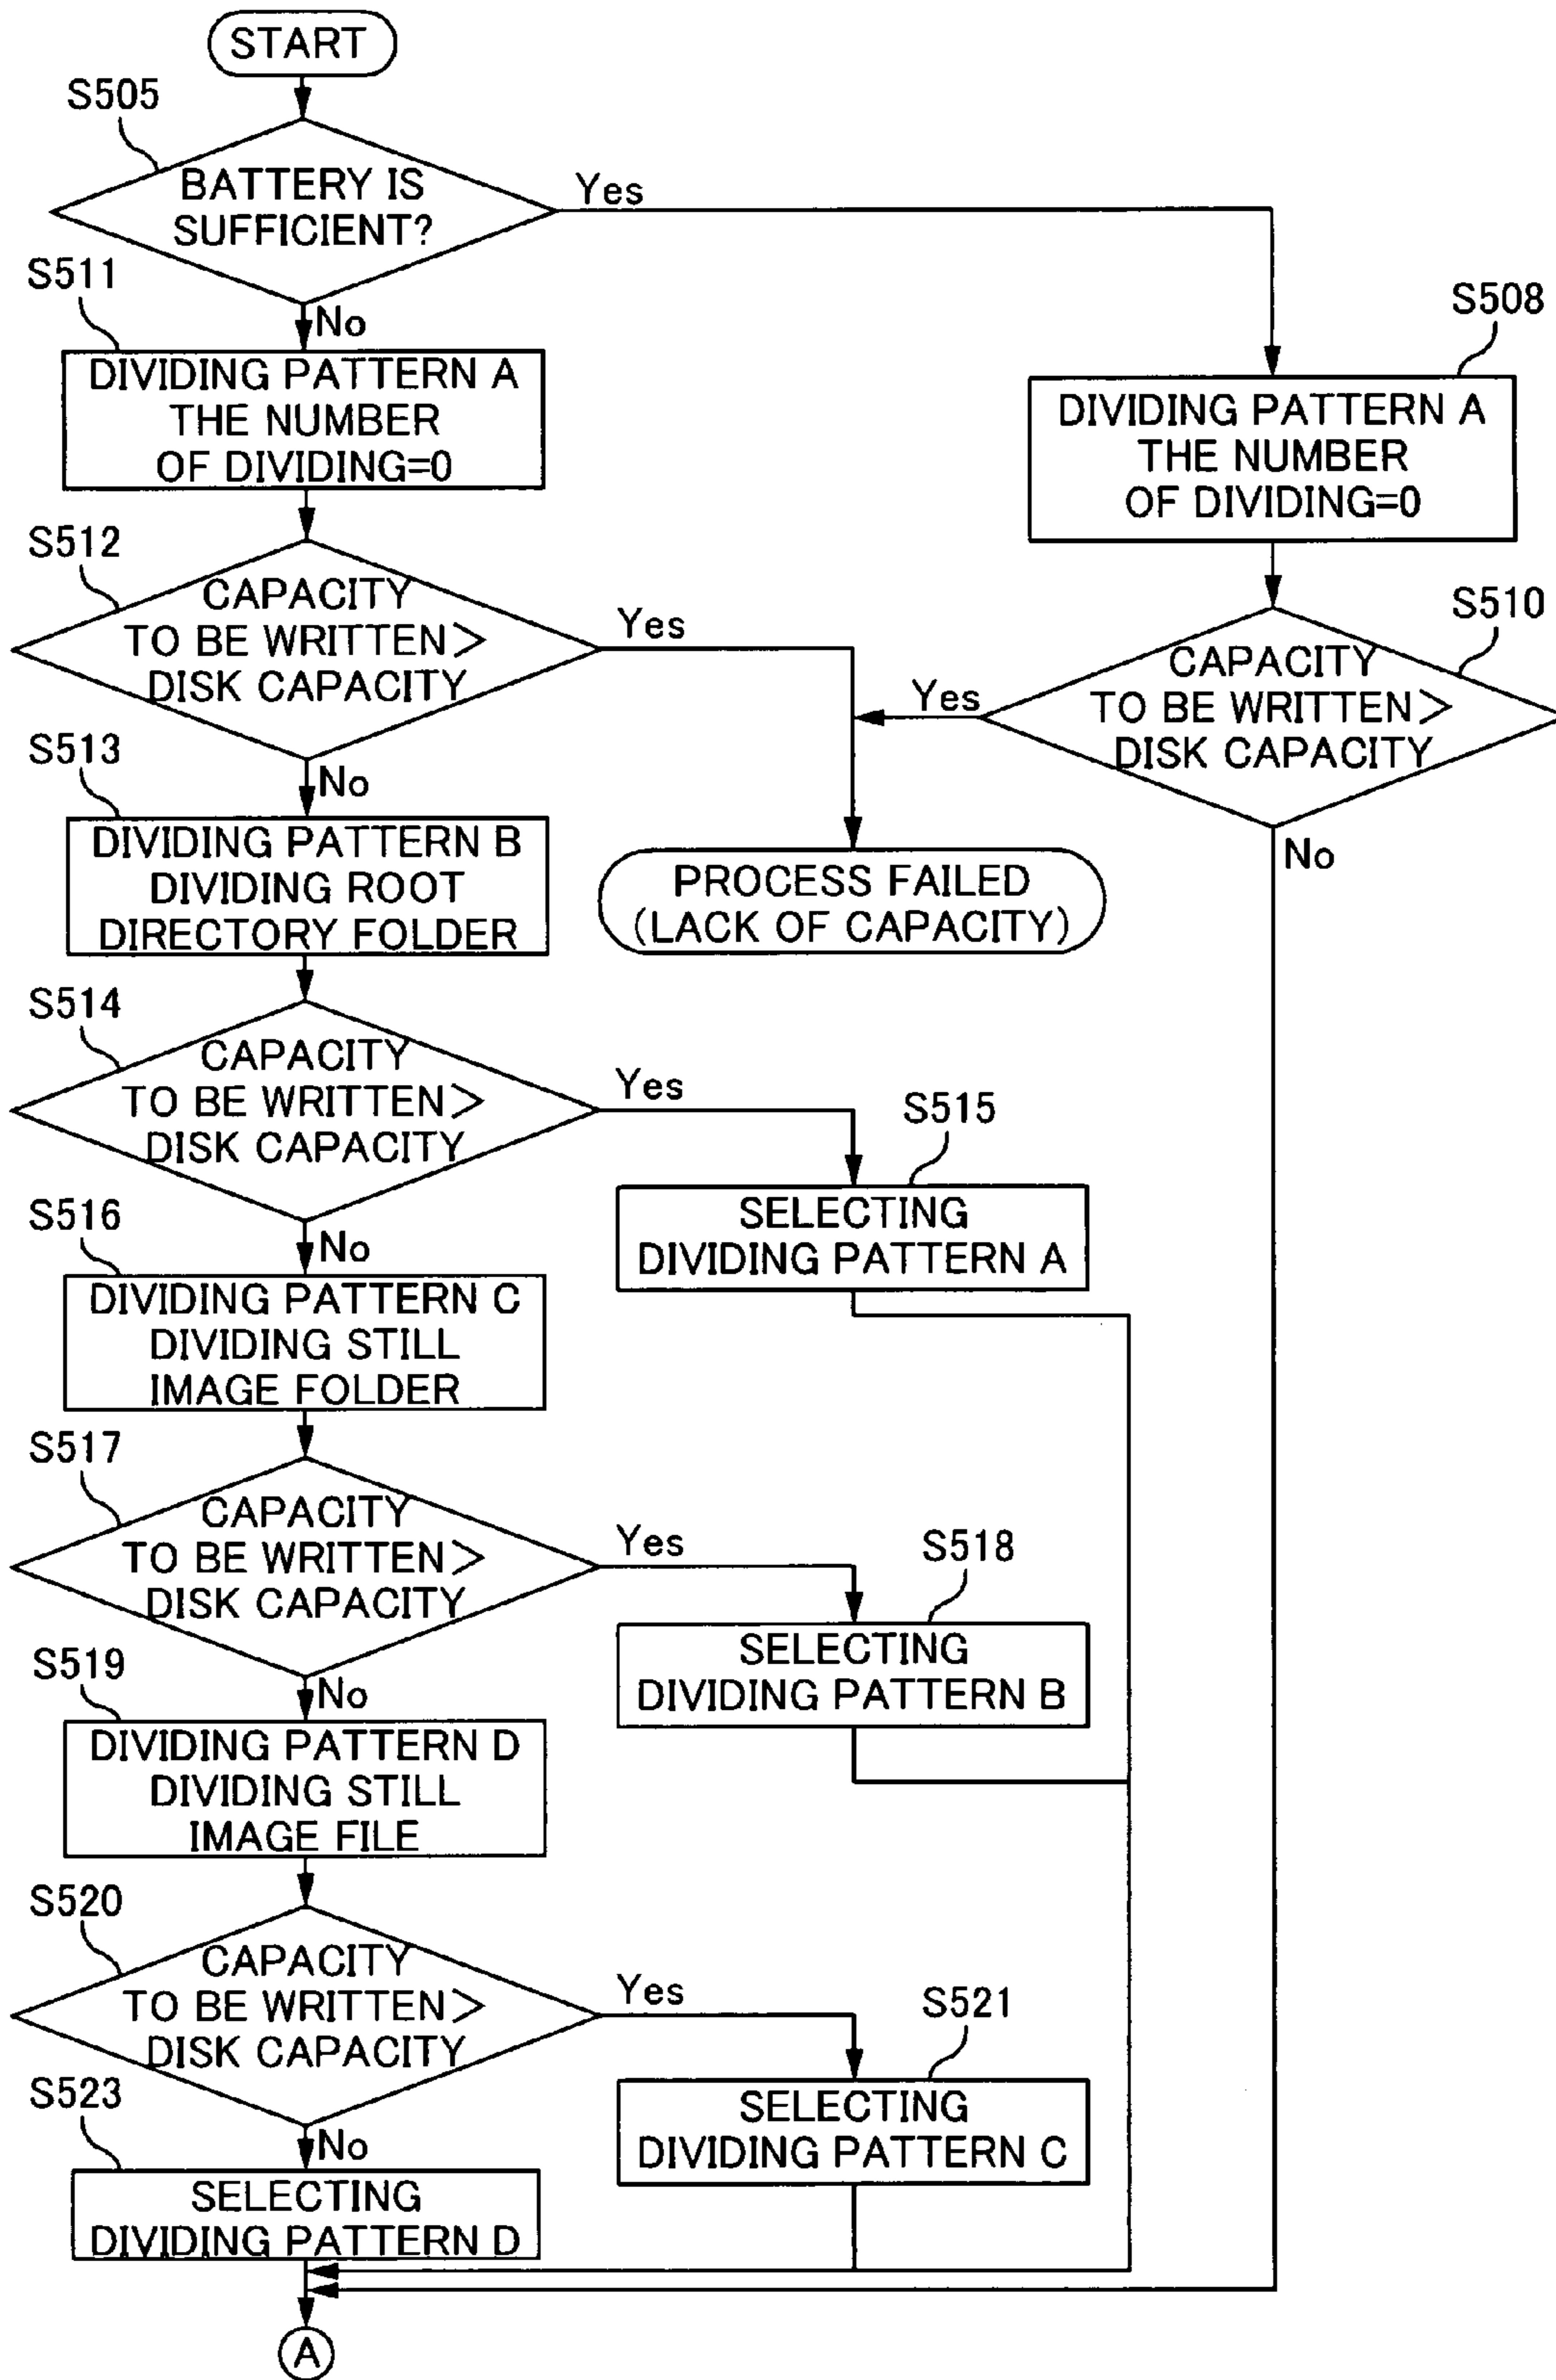 START
S505
BATTERY IS
SUFFICIENT?
Yes
No
S511
DIVIDING PATTERN A
THE NUMBER
OF DIVIDING=0
S508
DIVIDING PATTERN A
THE NUMBER
OF DIVIDING=0
S512
CAPACITY
TO BE WRITTEN>
DISK CAPACITY
Yes
No
S510
CAPACITY
TO BE WRITTEN>
DISK CAPACITY
Yes
No
S513
DIVIDING PATTERN B
DIVIDING ROOT
DIRECTORY FOLDER
PROCESS FAILED
(LACK OF CAPACITY)
S514
CAPACITY
TO BE WRITTEN>
DISK CAPACITY
Yes
No
S515
SELECTING
DIVIDING PATTERN A
S516
DIVIDING PATTERN C
DIVIDING STILL
IMAGE FOLDER
S517
CAPACITY
TO BE WRITTEN>
DISK CAPACITY
Yes
No
S518
SELECTING
DIVIDING PATTERN B
S519
DIVIDING PATTERN D
DIVIDING STILL
IMAGE FILE
S520
CAPACITY
TO BE WRITTEN>
DISK CAPACITY
Yes
No
S521
SELECTING
DIVIDING PATTERN C
S523
SELECTING
DIVIDING PATTERN D
A